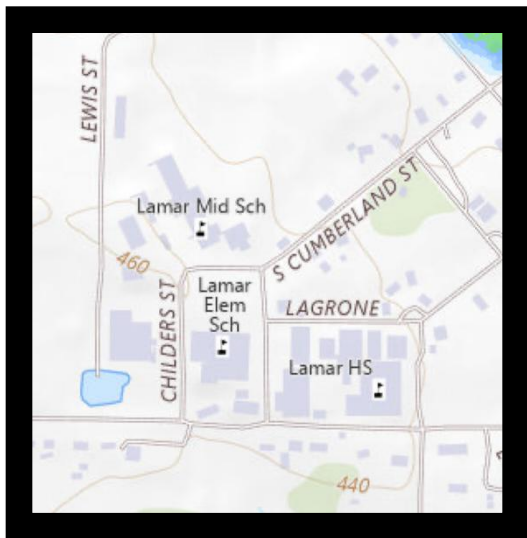 LEWIS ST
Lamar Mid Sch
S CUMBERLAND ST
460
CHILDERS ST
Lamar
Elem
Sch
LAGRONE
Lamar HS
440